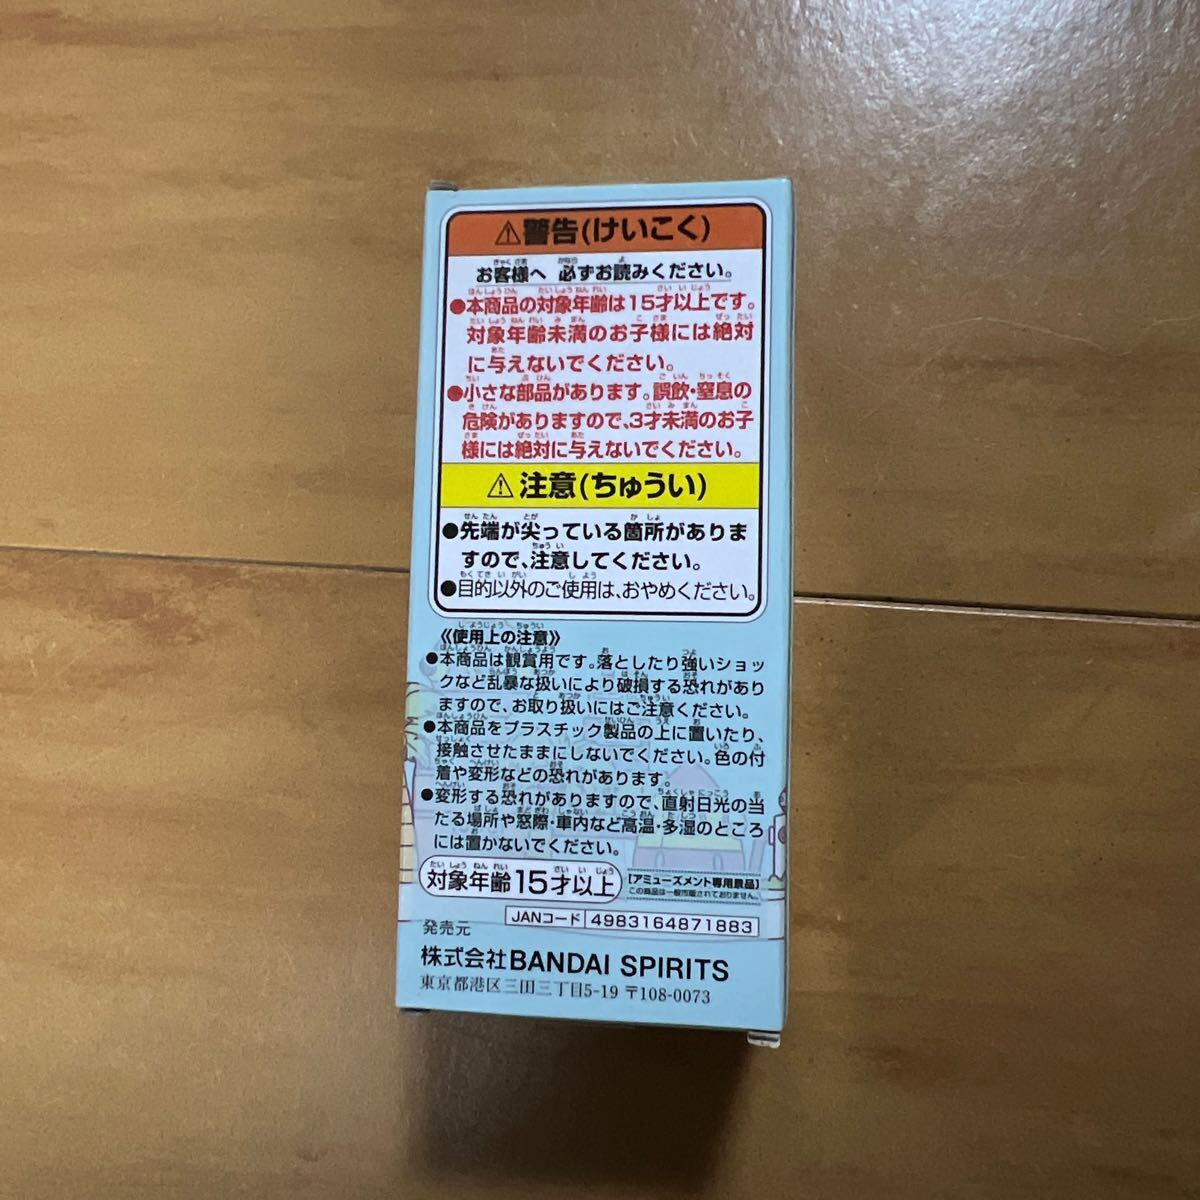 ⚠警告(けいこく)
お客様へ 必ずお読みください。
●本商品の対象年齢は15才以上です。
対象年齢未満のお子様には絶対
に与えないでください。
●小さな部品があります。誤飲・窒息の
危険がありますので、3才未満のお子
様には絶対に与えないでください。
⚠注意(ちゅうい)
●先端が尖っている箇所がありま
すので、注意してください。
●目的以外のご使用は、おやめください。
《使用上の注意》
●本商品は観賞用です。落としたり強いショッ
クなど乱暴な扱いにより破損する恐れがあり
ますので、お取り扱いにはご注意ください。
●本商品をプラスチック製品の上に置いたり、
接触させたままにしないでください。色の付
着や変形などの恐れがあります。
●変形する恐れがありますので、直射日光の当
たる場所や窓際・車内など高温・多湿のところ
には置かないでください。
対象年齢15才以上
【アミューズメント専用景品】
この商品は一般市販されておりません。
JANコード 4983164871883
発売元
株式会社BANDAI SPIRITS
東京都港区三田三丁目5-19 〒108-0073